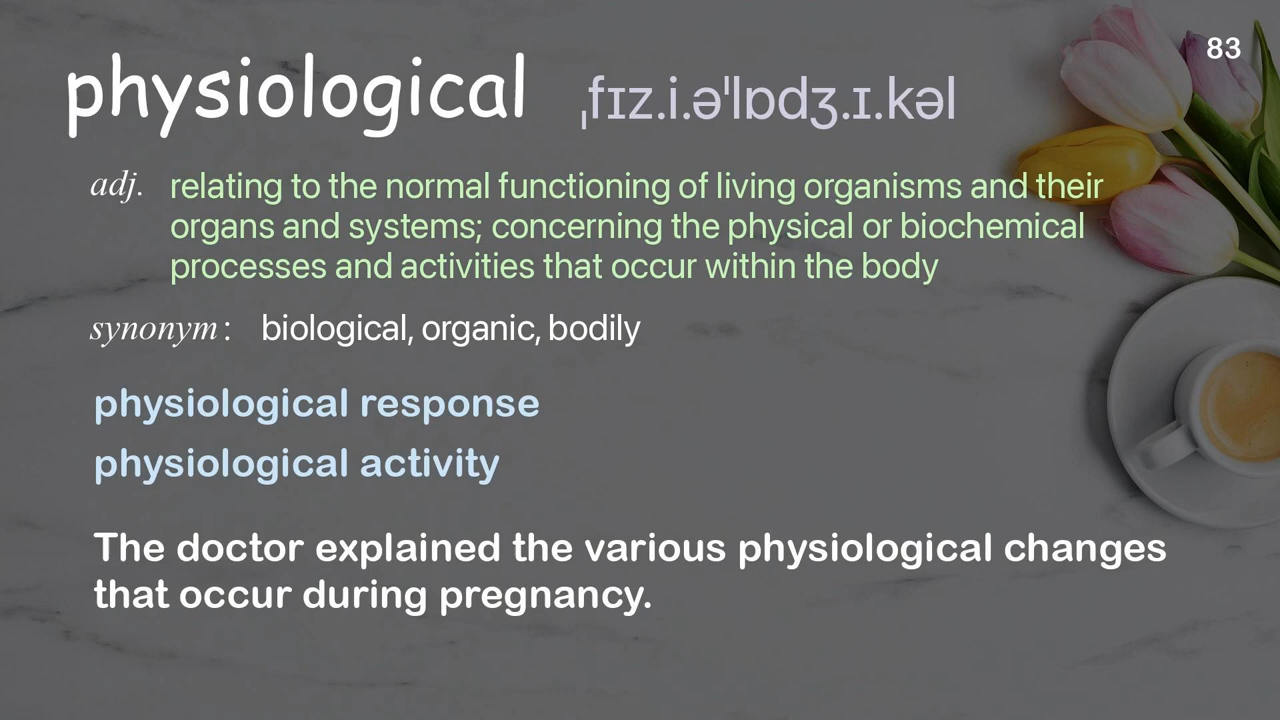 83
physiological ˌfɪz.i.əˈlɒdʒ.ɪ.kəl
adj. relating to the normal functioning of living organisms and their
organs and systems; concerning the physical or biochemical
processes and activities that occur within the body
synonym: biological, organic, bodily
physiological response
physiological activity
The doctor explained the various physiological changes
that occur during pregnancy.